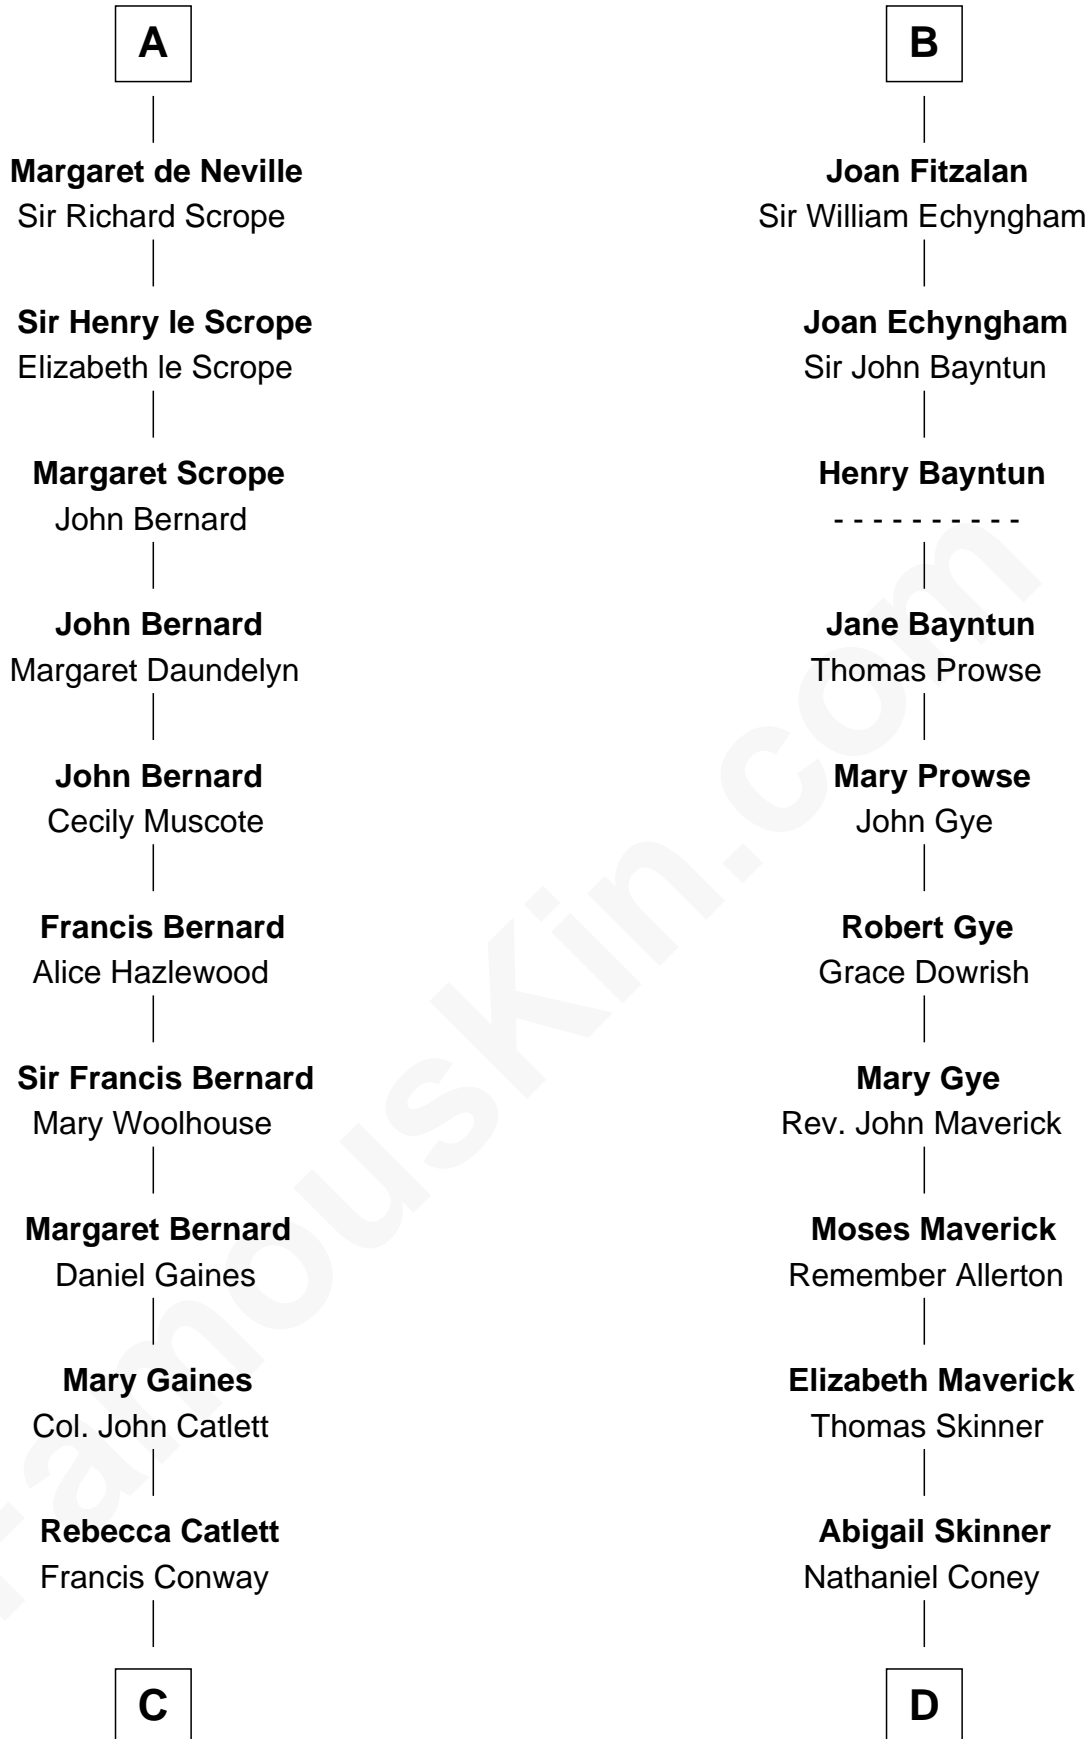 A
Margaret de Neville
Sir Richard Scrope
Sir Henry le Scrope
Elizabeth le Scrope
Margaret Scrope
John Bernard
John Bernard
Margaret Daundelyn
John Bernard
Cecily Muscote
Francis Bernard
Alice Hazlewood
Sir Francis Bernard
Mary Woolhouse
Margaret Bernard
Daniel Gaines
Mary Gaines
Col. John Catlett
Rebecca Catlett
Francis Conway
C
B
Joan Fitzalan
Sir William Echyngham
Joan Echyngham
Sir John Bayntun
Henry Bayntun
- - - - - - - - - -
Jane Bayntun
Thomas Prowse
Mary Prowse
John Gye
Robert Gye
Grace Dowrish
Mary Gye
Rev. John Maverick
Moses Maverick
Remember Allerton
Elizabeth Maverick
Thomas Skinner
Abigail Skinner
Nathaniel Coney
D
FamousKin.com